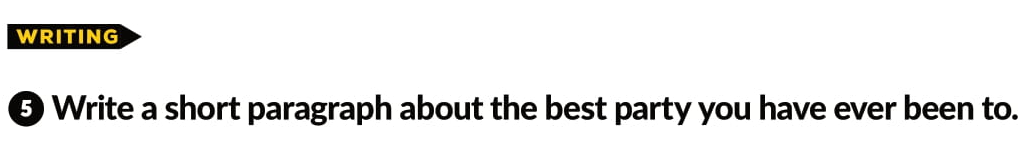 WRITING
5 Write a short paragraph about the best party you have ever been to.